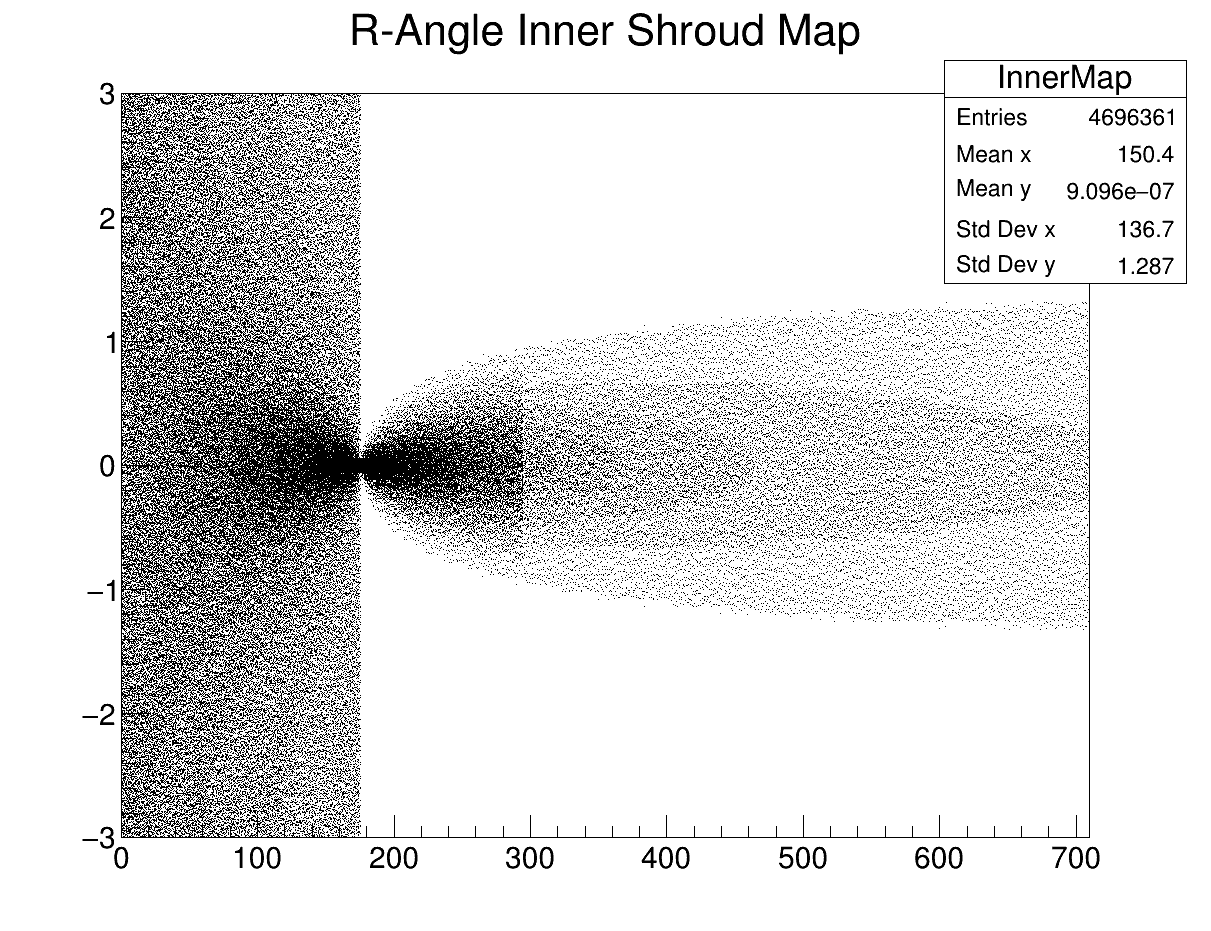 R-Angle Inner Shroud Map
InnerMap
Entries 4696361
Mean x 150.4
Mean y 9.096e−07
Std Dev x 136.7
Std Dev y 1.287
3
2
1
0
−1
−2
−3
0 100 200 300 400 500 600 700